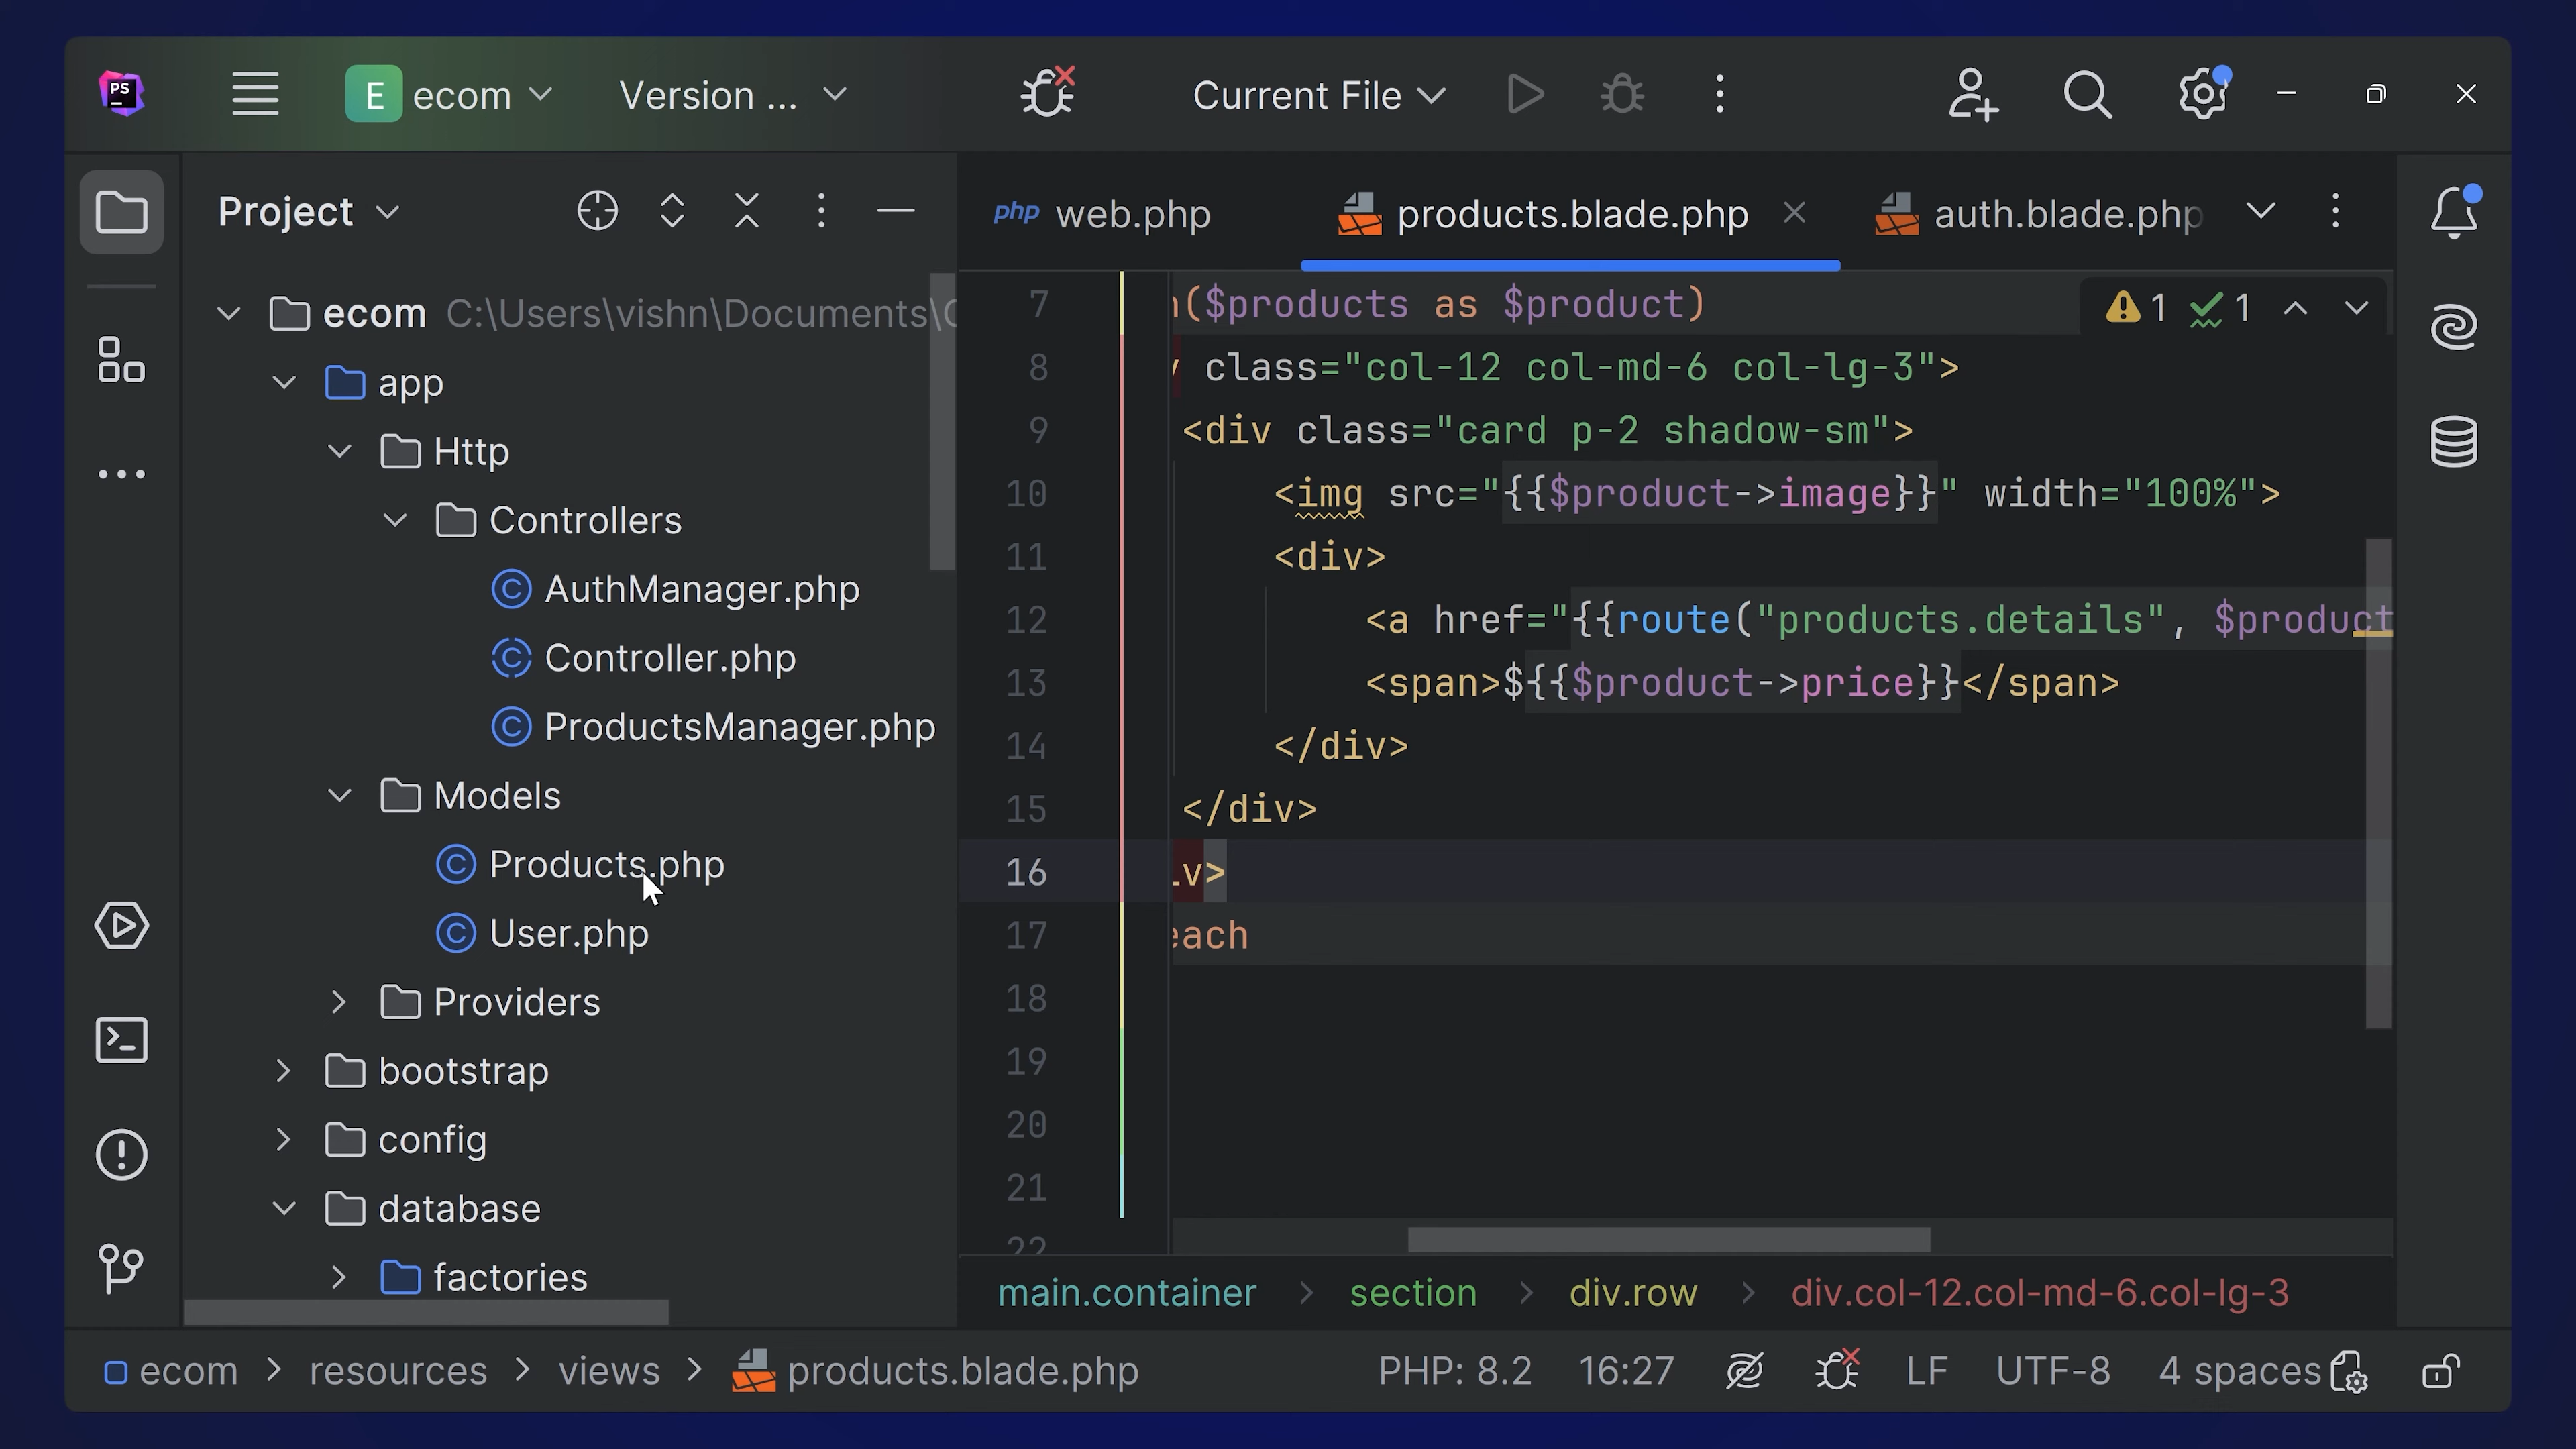 PS
E ecom
Version ...
Current File
Project
ecom C:\Users\vishn\Documents\
app
Http
Controllers
AuthManager.php
Controller.php
ProductsManager.php
Models
Products.php
User.php
Providers
bootstrap
config
database
factories
php web.php
products.blade.php
auth.blade.php
1 1
7 ($products as $product)
8 class="col-12 col-md-6 col-lg-3">
9 <div class="card p-2 shadow-sm">
10 <img src="{{$product->image}}" width="100%">
11 <div>
12 <a href="{{route("products.details", $product
13 <span>${{$product->price}}</span>
14 </div>
15 </div>
16 v>
17 each
18
19
20
21
22
main.container > section > div.row > div.col-12.col-md-6.col-lg-3
ecom > resources > views > products.blade.php
PHP: 8.2 16:27 LF UTF-8 4 spaces